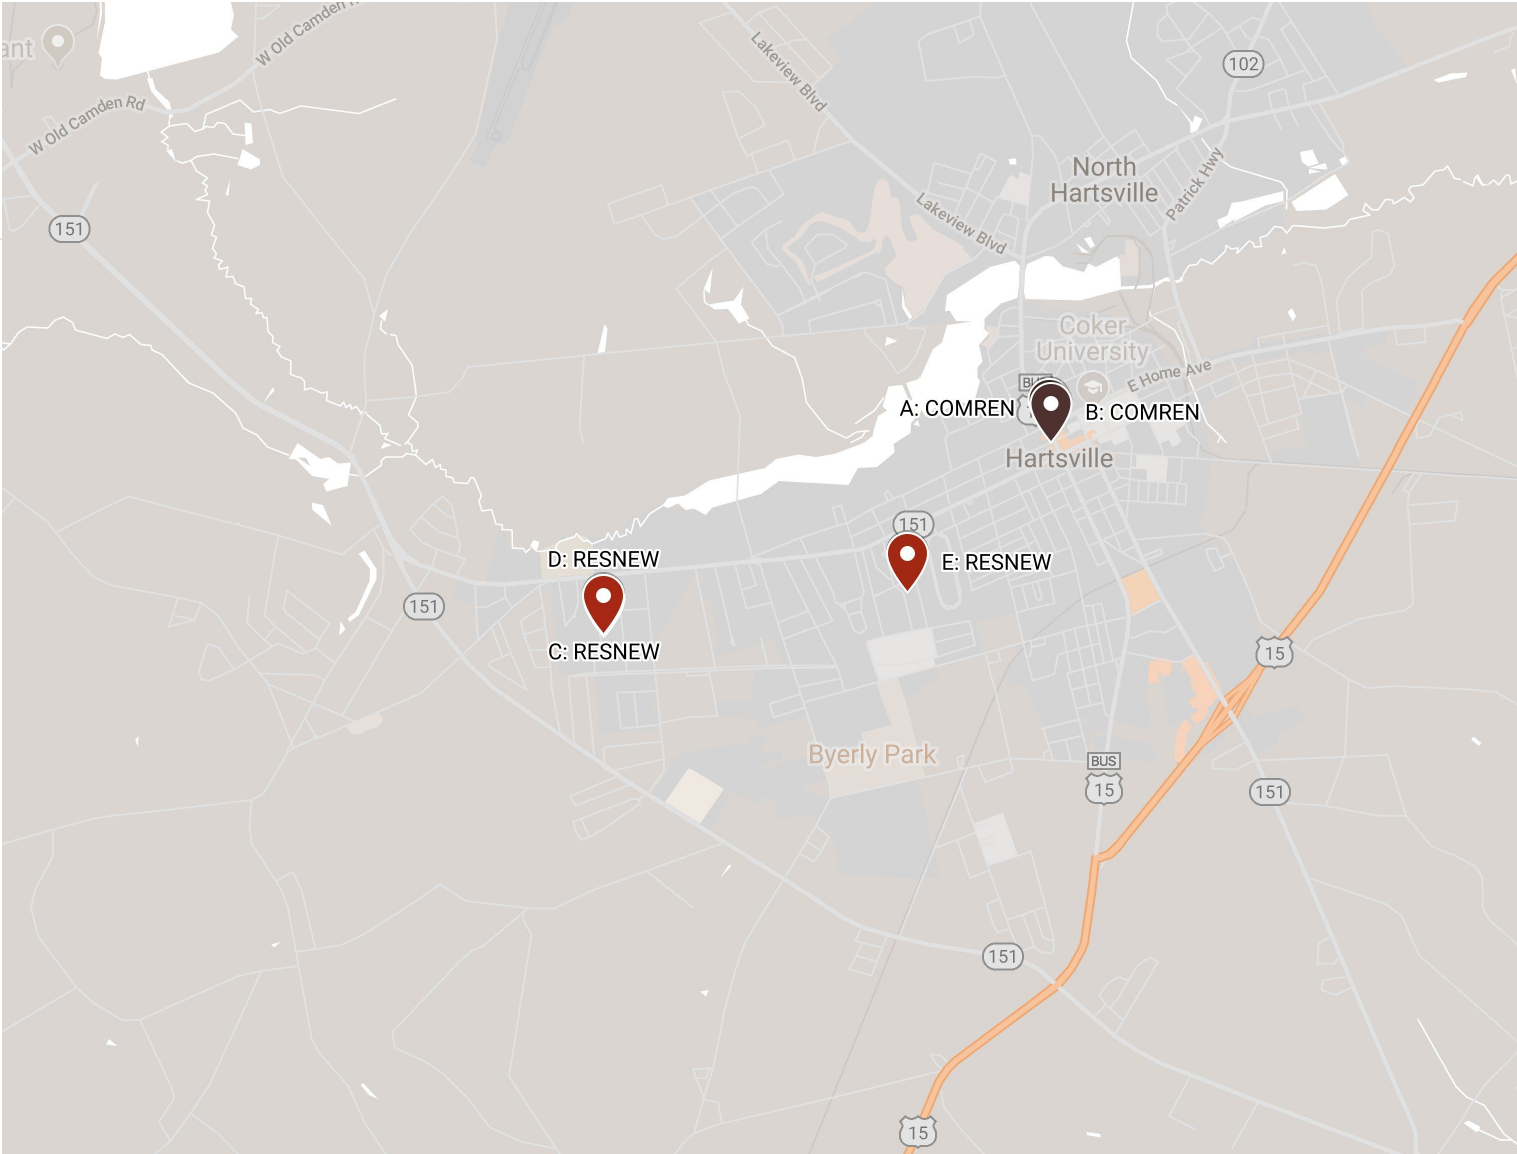 ant
W Old Camden R
W Old Camden Rd
151
Lakeview Blvd
102
North
Hartsville
Patrick Hwy
Lakeview Blvd
Coker
University
E Home Ave
A: COMREN
B: COMREN
Hartsville
151
D: RESNEW
E: RESNEW
151
C: RESNEW
15
Byerly Park
BUS
15
151
151
15